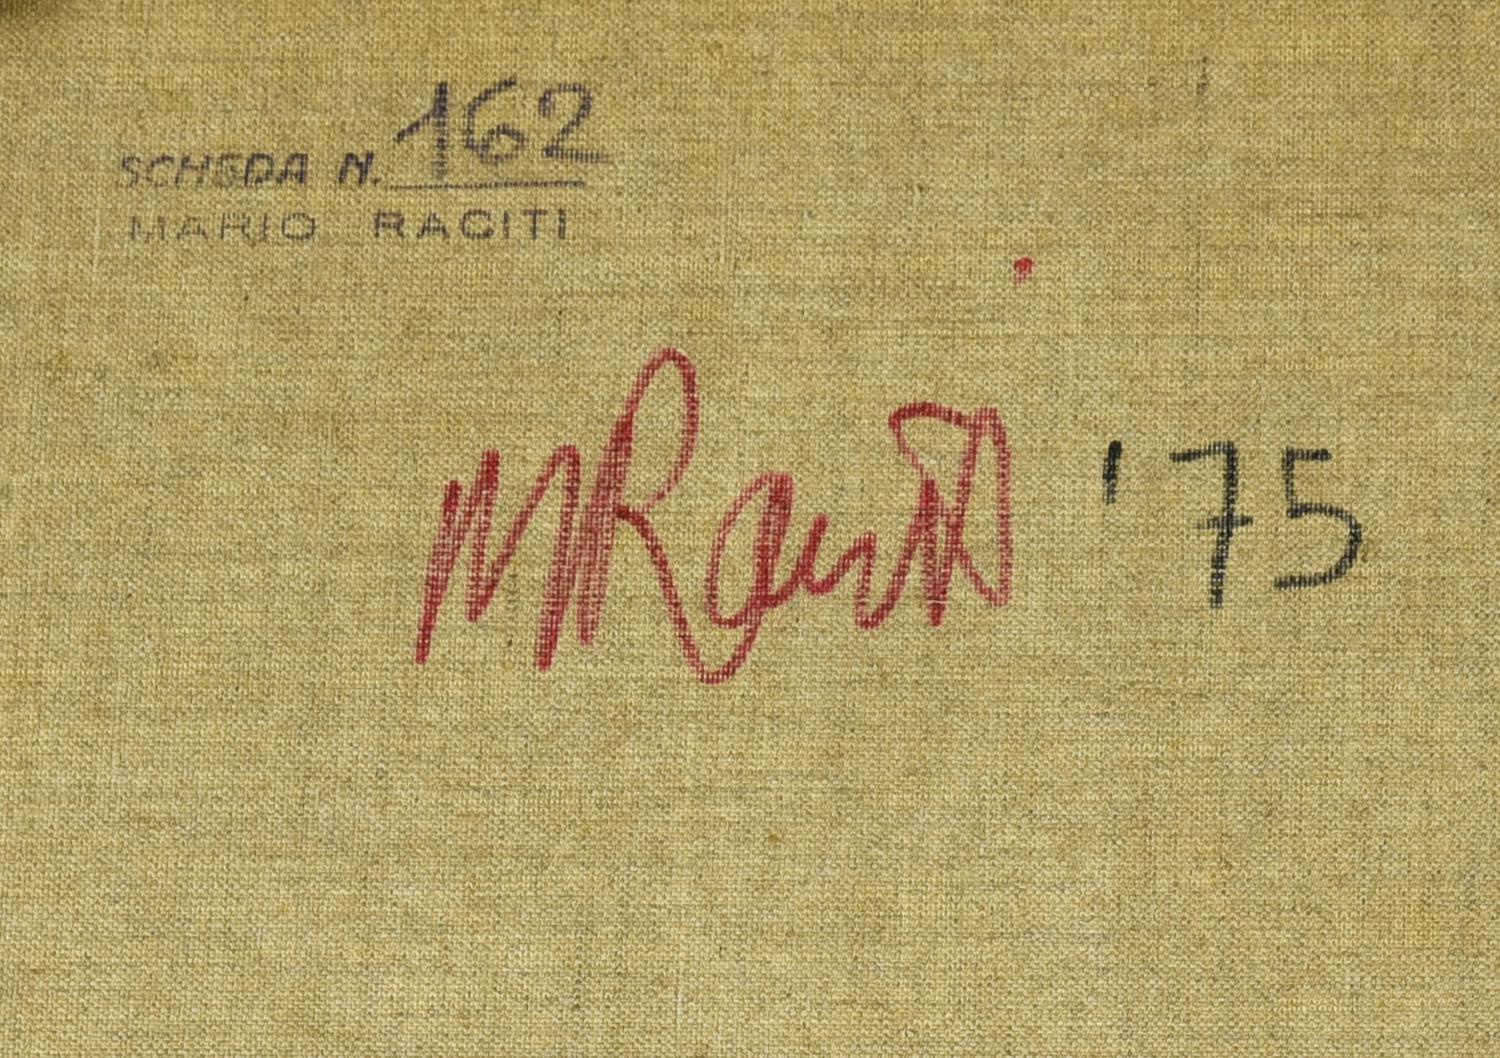 SCHEDA N. 162
MARIO RACITI
MRaciti '75